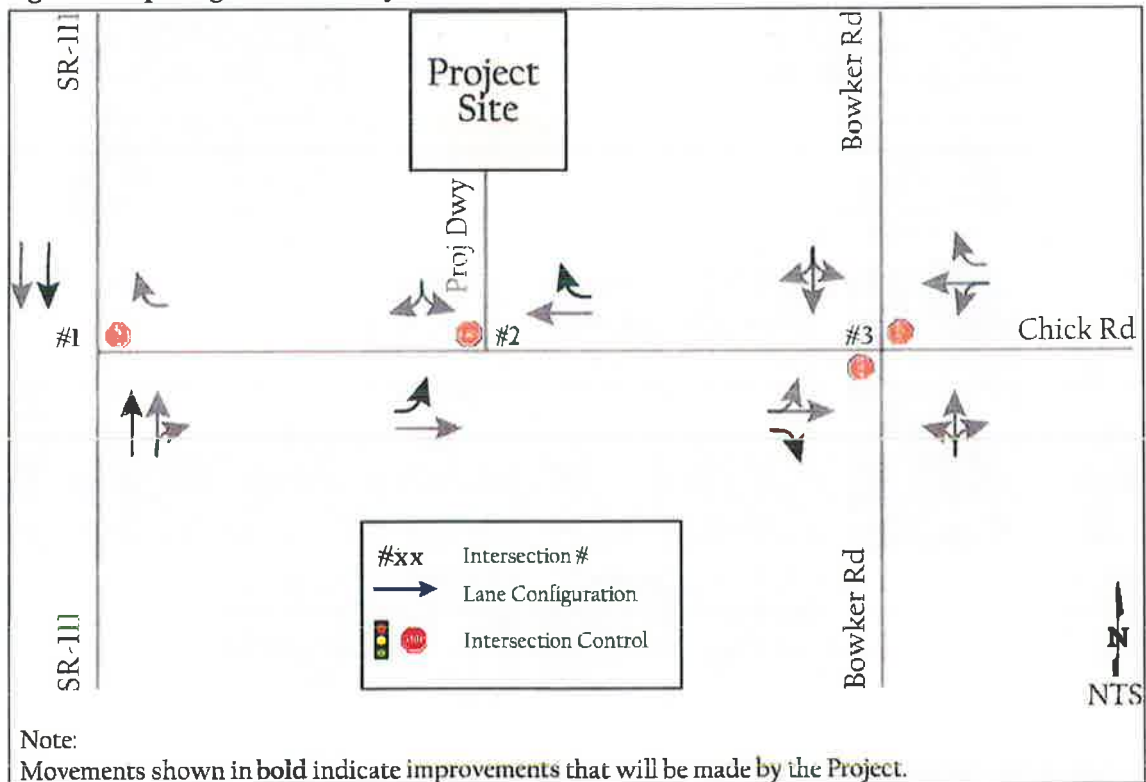 SR-111
Project
Site
Bowker Rd
Proj Dwy
#1
#2
#3
Chick Rd
#xx Intersection #
Lane Configuration
Intersection Control
SR-111
Bowker Rd
N
NTS
Note:
Movements shown in bold indicate improvements that will be made by the Project.